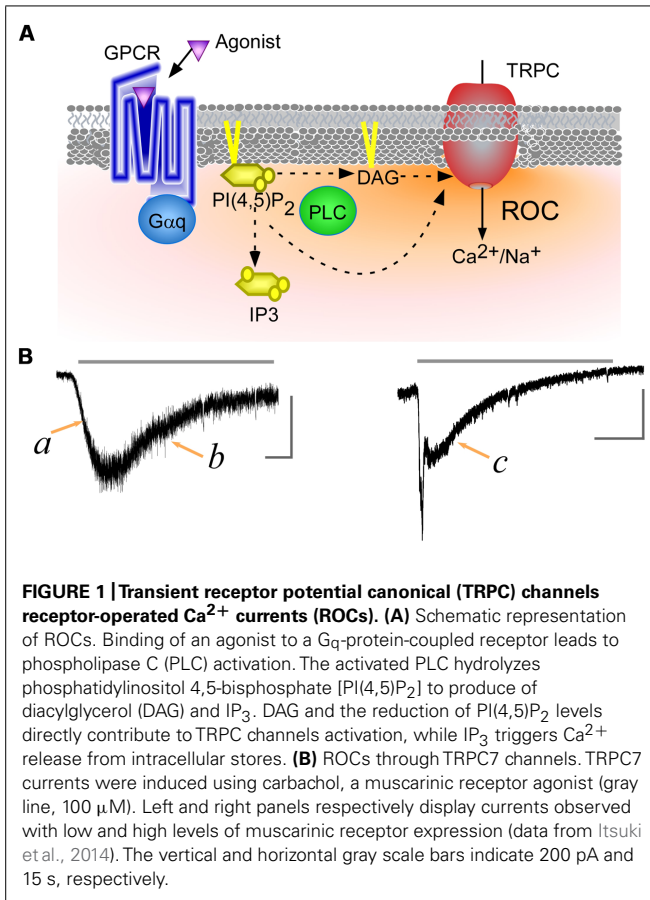 A
GPCR
Agonist
TRPC
PI(4,5)P2
DAG
PLC
Gαq
ROC
Ca2+/Na+
IP3
B
a
b
c
FIGURE 1 | Transient receptor potential canonical (TRPC) channels
receptor-operated Ca2+ currents (ROCs). (A) Schematic representation
of ROCs. Binding of an agonist to a Gq-protein-coupled receptor leads to
phospholipase C (PLC) activation. The activated PLC hydrolyzes
phosphatidylinositol 4,5-bisphosphate [PI(4,5)P2] to produce of
diacylglycerol (DAG) and IP3. DAG and the reduction of PI(4,5)P2 levels
directly contribute to TRPC channels activation, while IP3 triggers Ca2+
release from intracellular stores. (B) ROCs through TRPC7 channels. TRPC7
currents were induced using carbachol, a muscarinic receptor agonist (gray
line, 100 μM). Left and right panels respectively display currents observed
with low and high levels of muscarinic receptor expression (data from Itsuki
et al., 2014). The vertical and horizontal gray scale bars indicate 200 pA and
15 s, respectively.